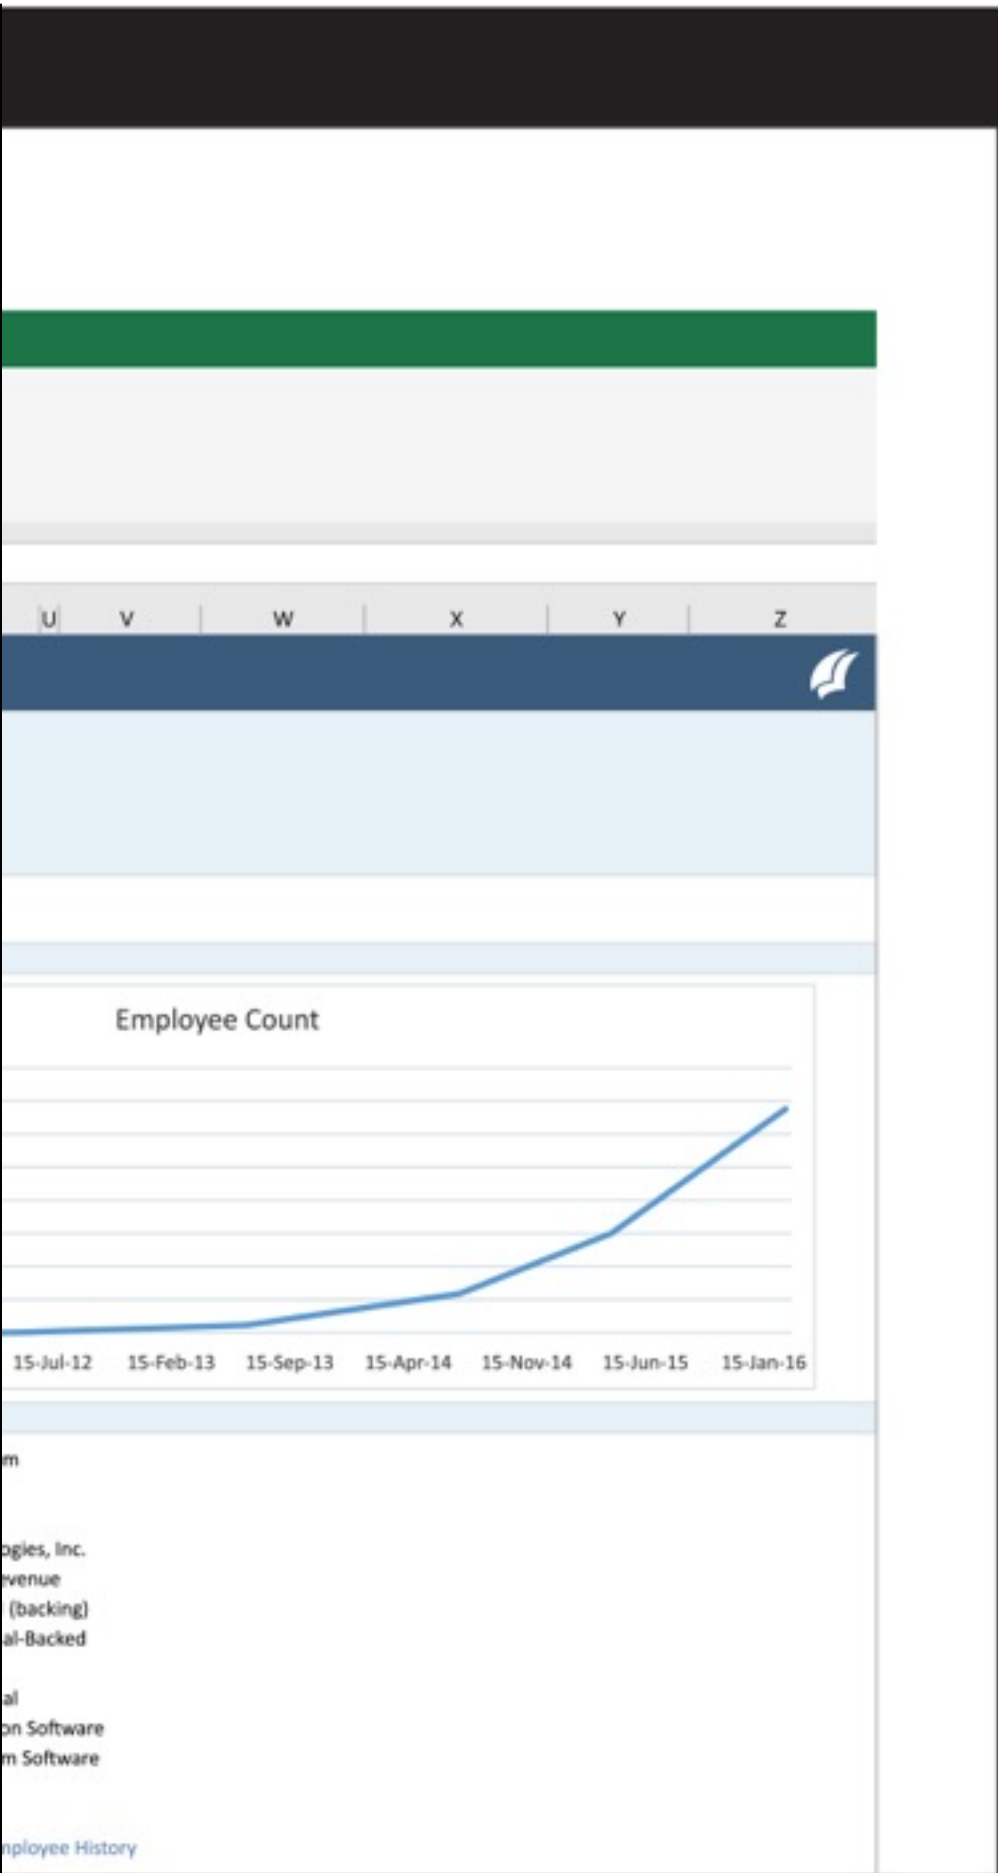 U V W X Y Z
Employee Count
15-Jul-12 15-Feb-13 15-Sep-13 15-Apr-14 15-Nov-14 15-Jun-15 15-Jan-16
m
ogies, Inc.
evenue
(backing)
al-Backed
al
on Software
m Software
mployee History